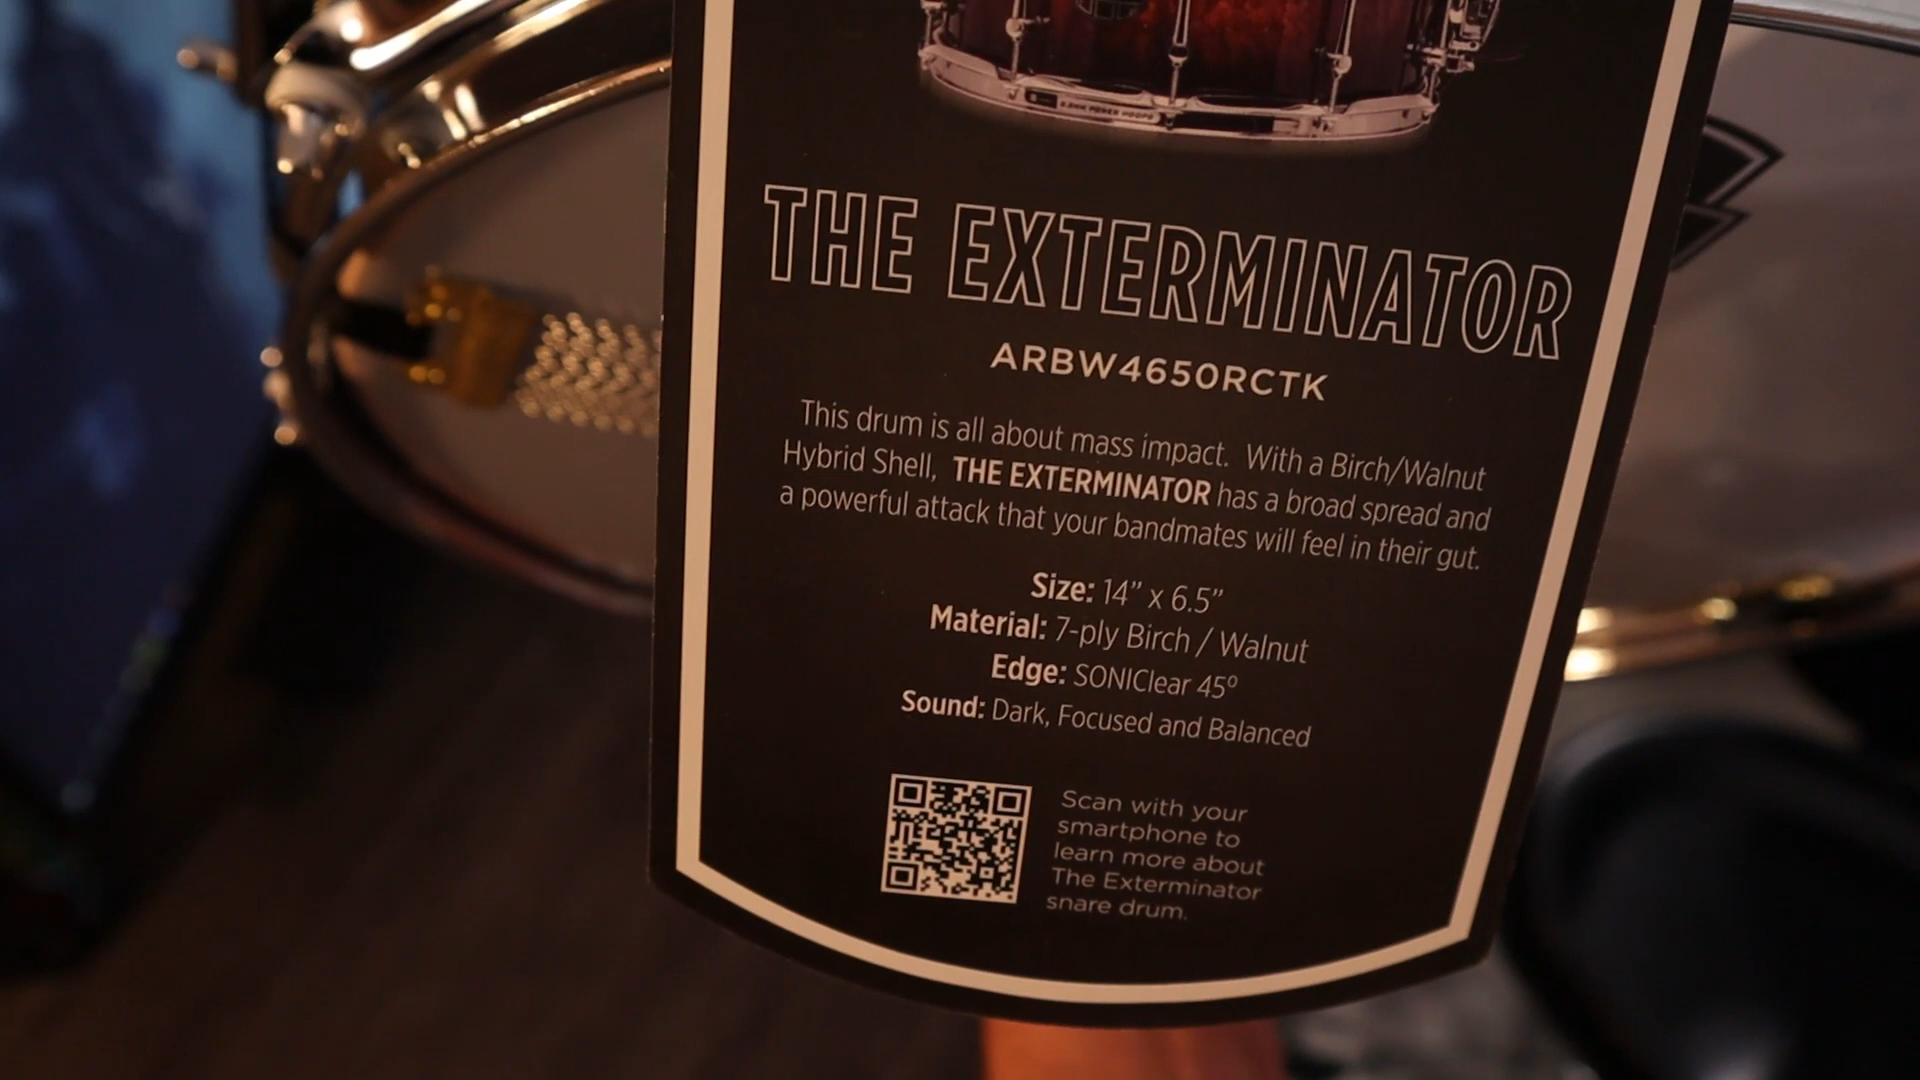 THE EXTERMINATOR
ARBW4650RCTK
This drum is all about mass impact. With a Birch/Walnut
Hybrid Shell, THE EXTERMINATOR has a broad spread and
a powerful attack that your bandmates will feel in their gut.
Size: 14” x 6.5”
Material: 7-ply Birch / Walnut
Edge: SONIClear 45º
Sound: Dark, Focused and Balanced
Scan with your
smartphone to
learn more about
The Exterminator
snare drum.